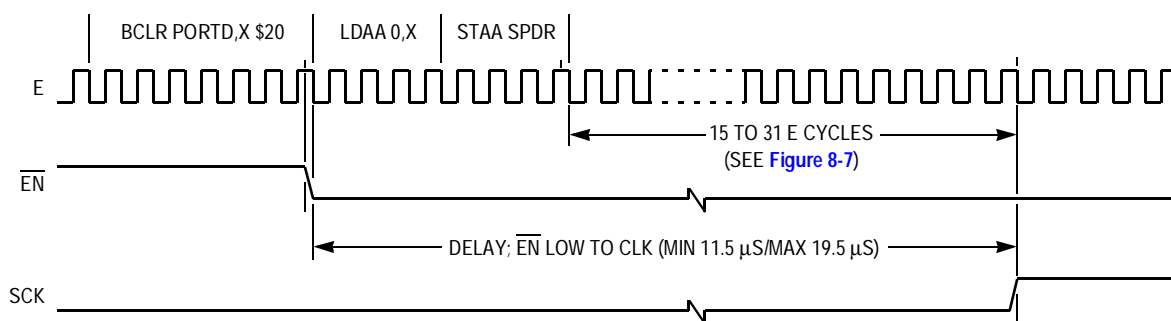 BCLR PORTD,X $20 LDAA 0,X STAA SPDR
E
15 TO 31 E CYCLES
(SEE Figure 8-7)
EN
DELAY; EN LOW TO CLK (MIN 11.5 µS/MAX 19.5 µS)
SCK